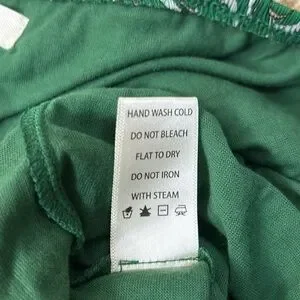 HAND WASH COLD
DO NOT BLEACH
FLAT TO DRY
DO NOT IRON
WITH STEAM